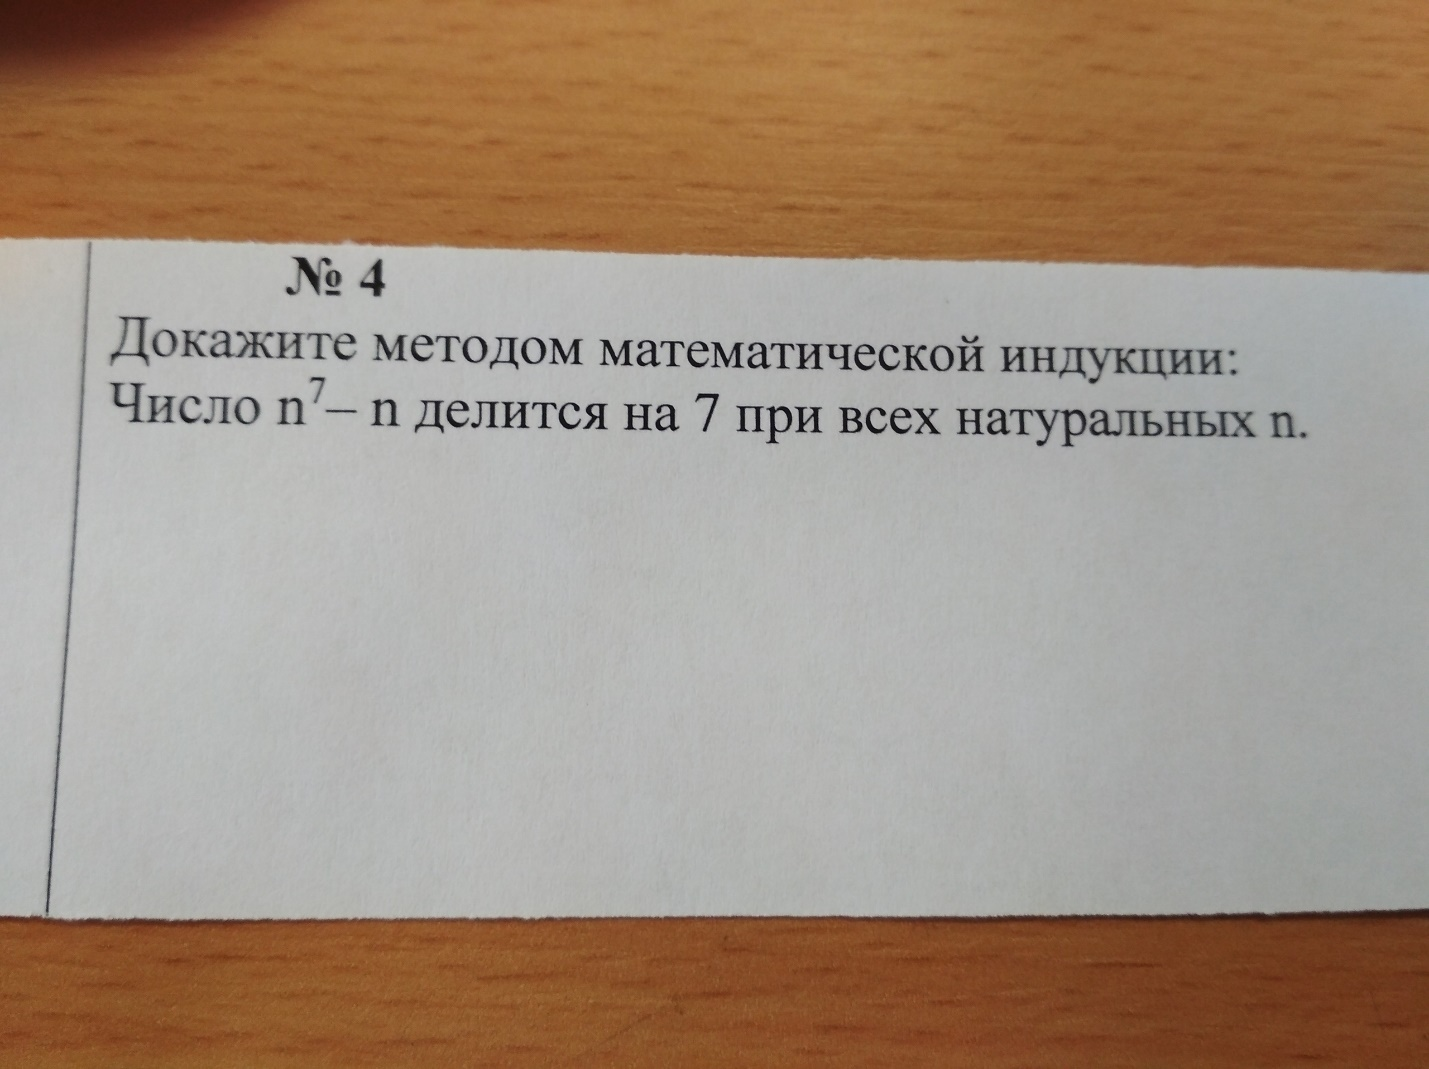 № 4
Докажите методом математической индукции:
Число n⁷– n делится на 7 при всех натуральных n.